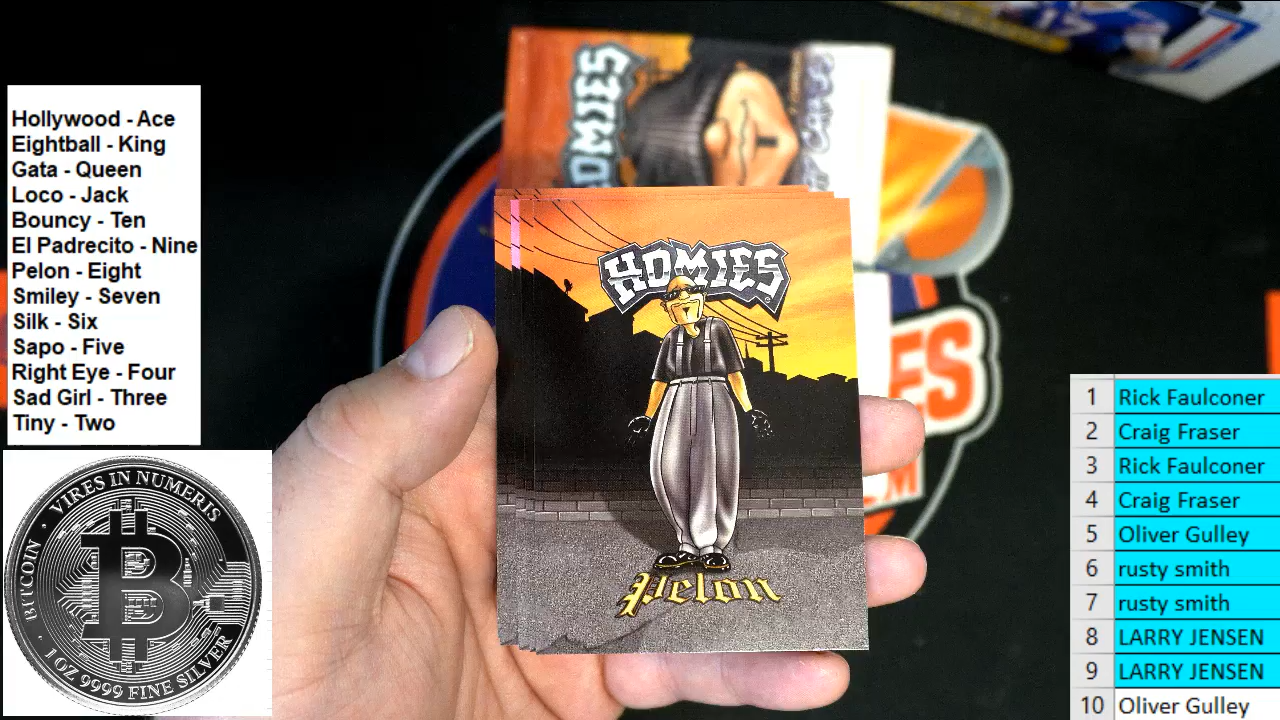 Hollywood - Ace
Eightball - King
Gata - Queen
Loco - Jack
Bouncy - Ten
El Padrecito - Nine
Pelon - Eight
Smiley - Seven
Silk - Six
Sapo - Five
Right Eye - Four
Sad Girl - Three
Tiny - Two
VIRES IN NUMERIS
BITCOIN
1 OZ 9999 FINE SILVER
HOMIES
HOMIES
Pelon
1 Rick Faulconer
2 Craig Fraser
3 Rick Faulconer
4 Craig Fraser
5 Oliver Gulley
6 rusty smith
7 rusty smith
8 LARRY JENSEN
9 LARRY JENSEN
10 Oliver Gulley